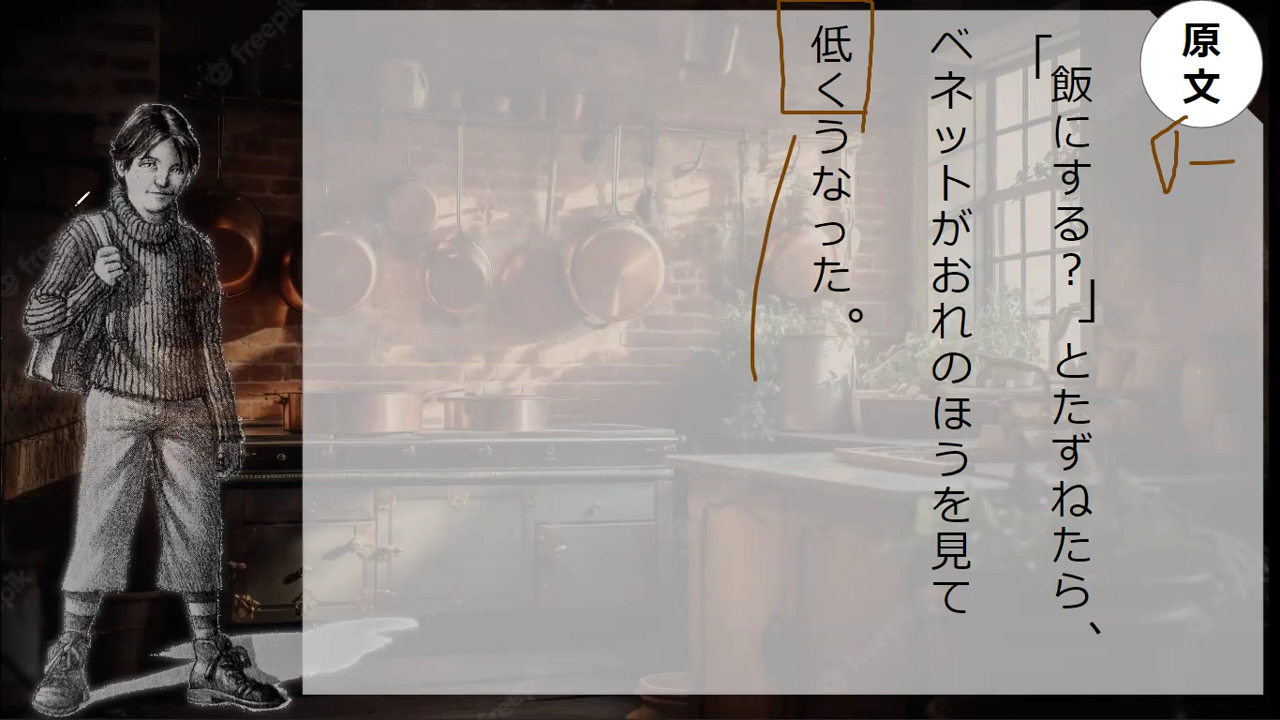 原文
「飯にする？」とたずねたら、
ベネットがおれのほうを見て
低くうなった。
freepik